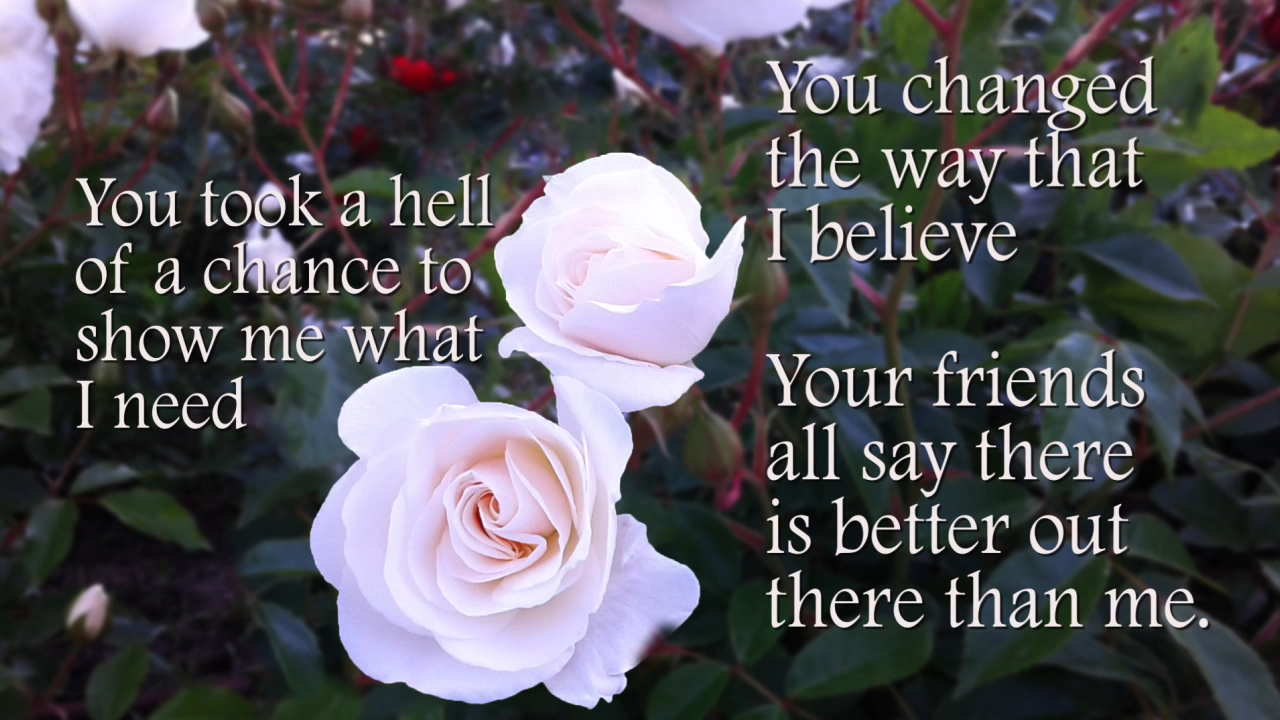 You took a hell
of a chance to
show me what
I need
You changed
the way that
I believe
Your friends
all say there
is better out
there than me.